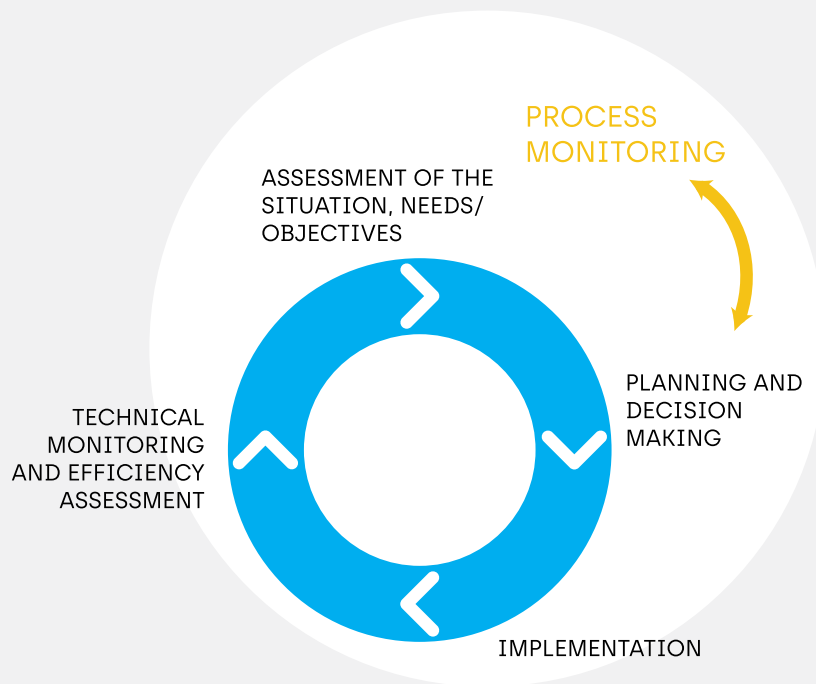 PROCESS
MONITORING
ASSESSMENT OF THE
SITUATION, NEEDS/
OBJECTIVES
PLANNING AND
DECISION
MAKING
TECHNICAL
MONITORING
AND EFFICIENCY
ASSESSMENT
IMPLEMENTATION